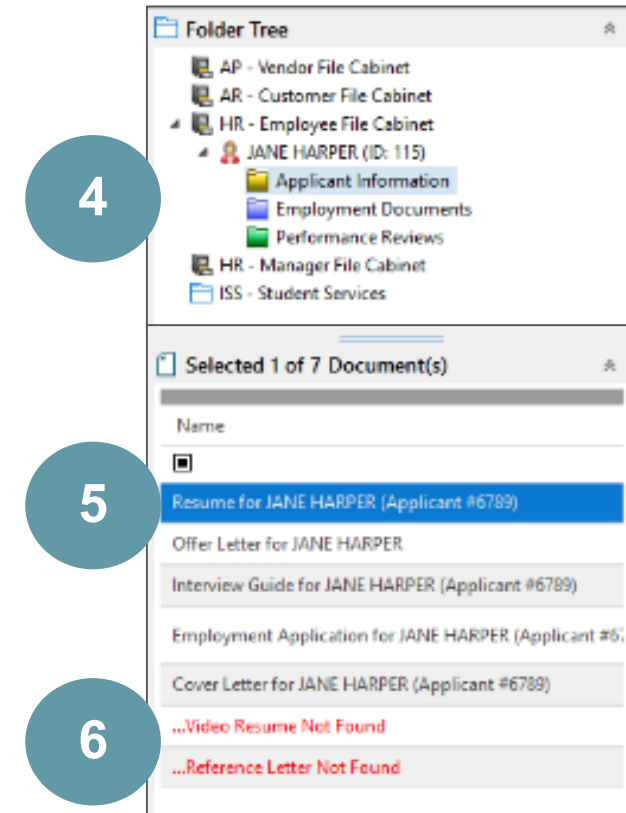 Folder Tree
AP - Vendor File Cabinet
AR - Customer File Cabinet
HR - Employee File Cabinet
JANE HARPER (ID: 115)
4
Applicant Information
Employment Documents
Performance Reviews
HR - Manager File Cabinet
ISS - Student Services
Selected 1 of 7 Document(s)
Name
5
Resume for JANE HARPER (Applicant #6789)
Offer Letter for JANE HARPER
Interview Guide for JANE HARPER (Applicant #6789)
Employment Application for JANE HARPER (Applicant #67
Cover Letter for JANE HARPER (Applicant #6789)
6
...Video Resume Not Found
...Reference Letter Not Found